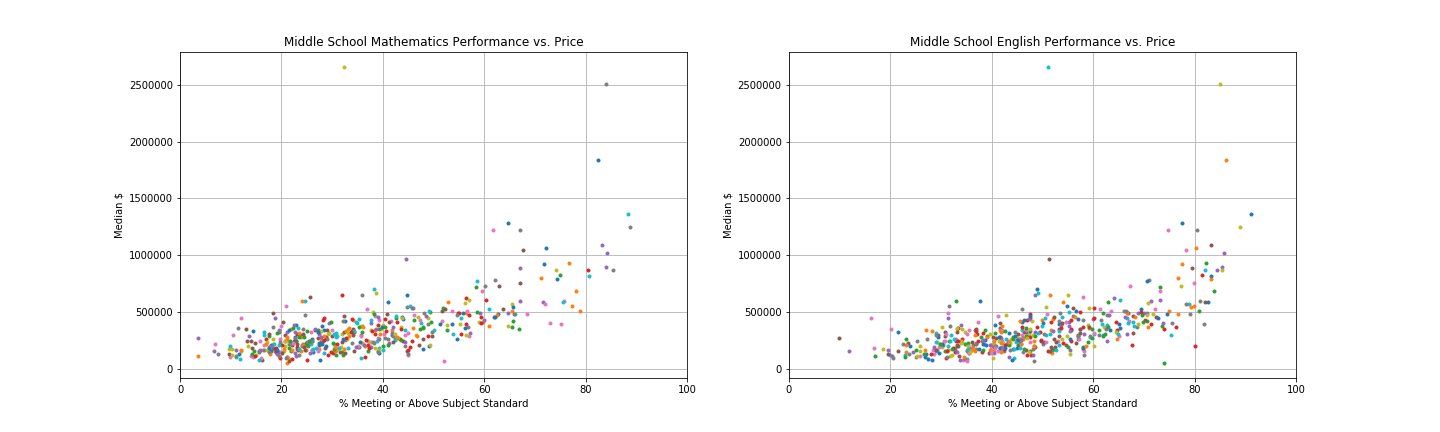 Middle School Mathematics Performance vs. Price
2500000
2000000
1500000
1000000
500000
0
Median $
0 20 40 60 80 100
% Meeting or Above Subject Standard
Middle School English Performance vs. Price
2500000
2000000
1500000
1000000
500000
0
Median $
0 20 40 60 80 100
% Meeting or Above Subject Standard